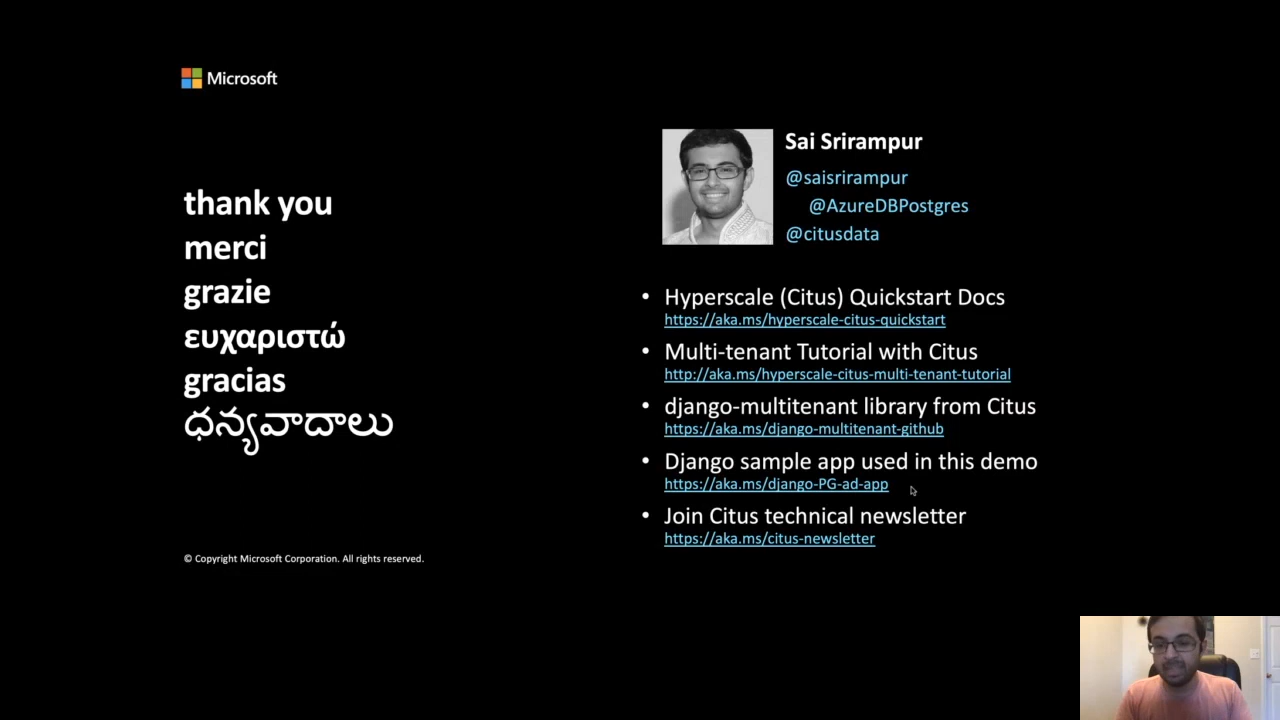 Microsoft
thank you
merci
grazie
ευχαριστώ
gracias
ధన్యవాదాలు
© Copyright Microsoft Corporation. All rights reserved.
Sai Srirampur
@saisrirampur
@AzureDBPostgres
@citusdata
• Hyperscale (Citus) Quickstart Docs
https://aka.ms/hyperscale-citus-quickstart
• Multi-tenant Tutorial with Citus
http://aka.ms/hyperscale-citus-multi-tenant-tutorial
• django-multitenant library from Citus
https://aka.ms/django-multitenant-github
• Django sample app used in this demo
https://aka.ms/django-PG-ad-app
• Join Citus technical newsletter
https://aka.ms/citus-newsletter